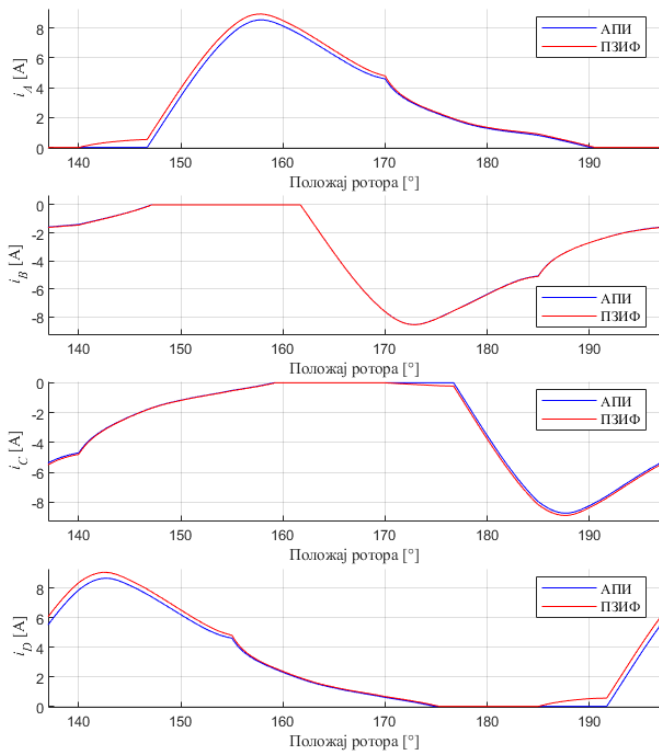 8
6
4
2
0
i_A [A]
АПИ
ПЗИФ
140 150 160 170 180 190
Положај ротора [°]
0
-2
-4
-6
-8
i_B [A]
АПИ
ПЗИФ
140 150 160 170 180 190
Положај ротора [°]
0
-2
-4
-6
-8
i_C [A]
АПИ
ПЗИФ
140 150 160 170 180 190
Положај ротора [°]
8
6
4
2
0
i_D [A]
АПИ
ПЗИФ
140 150 160 170 180 190
Положај ротора [°]